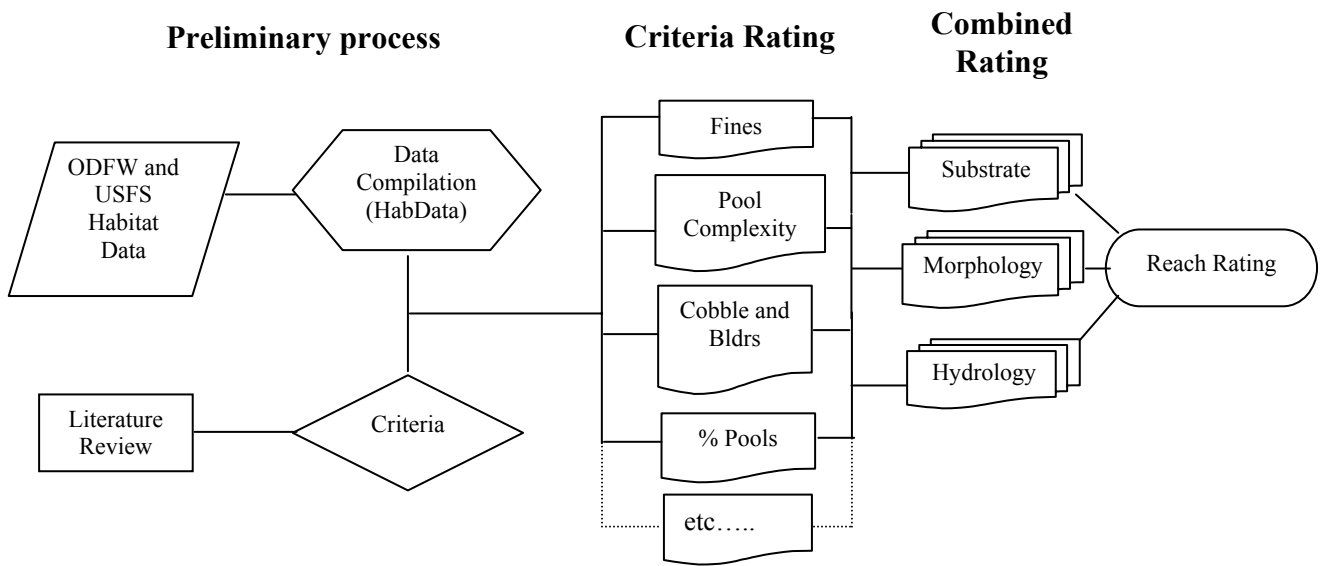 Preliminary process
Criteria Rating
Combined
Rating
ODFW and
USFS
Habitat
Data
Data
Compilation
(HabData)
Literature
Review
Criteria
Fines
Pool
Complexity
Cobble and
Bldrs
% Pools
etc…..
Substrate
Morphology
Hydrology
Reach Rating